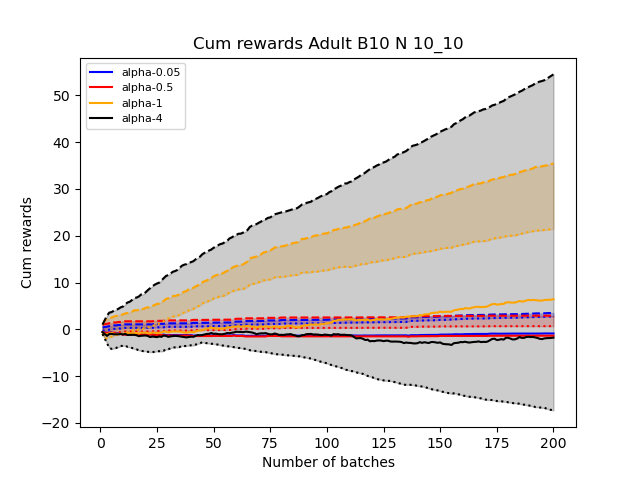 Cum rewards Adult B10 N 10_10
alpha-0.05
alpha-0.5
alpha-1
alpha-4
Cum rewards
50
40
30
20
10
0
−10
−20
0 25 50 75 100 125 150 175 200
Number of batches